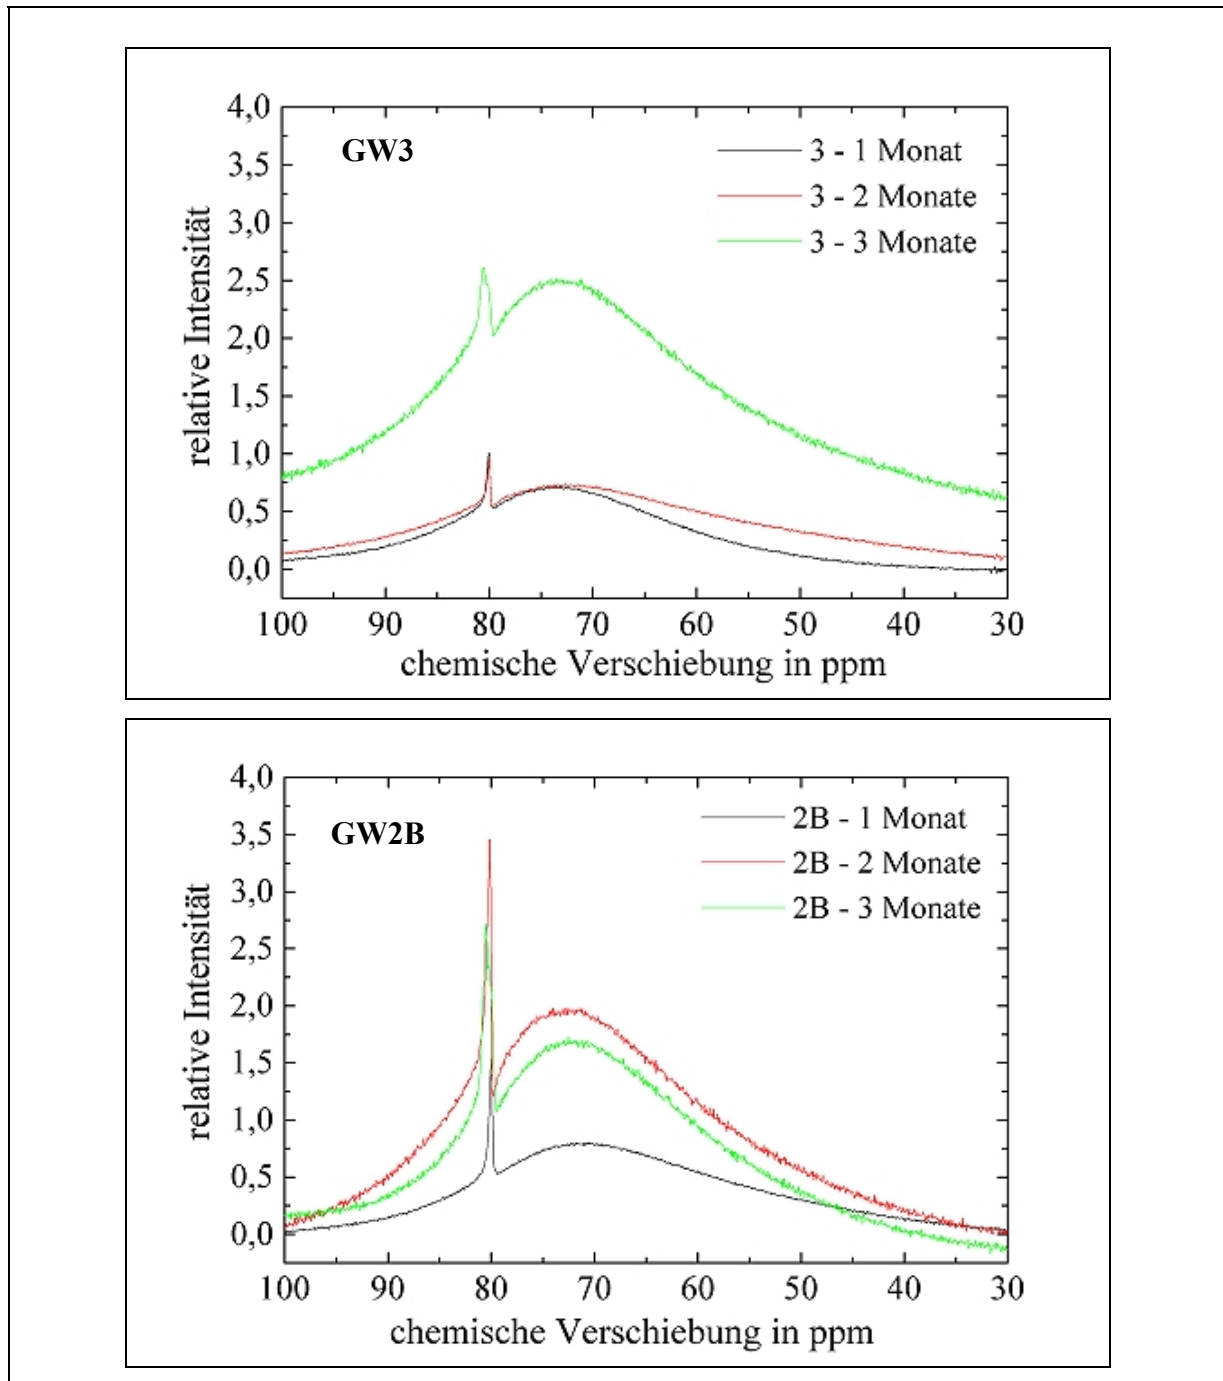 GW3
3 - 1 Monat
3 - 2 Monate
3 - 3 Monate
relative Intensität
4,0
3,5
3,0
2,5
2,0
1,5
1,0
0,5
0,0
100 90 80 70 60 50 40 30
chemische Verschiebung in ppm
GW2B
2B - 1 Monat
2B - 2 Monate
2B - 3 Monate
relative Intensität
4,0
3,5
3,0
2,5
2,0
1,5
1,0
0,5
0,0
100 90 80 70 60 50 40 30
chemische Verschiebung in ppm